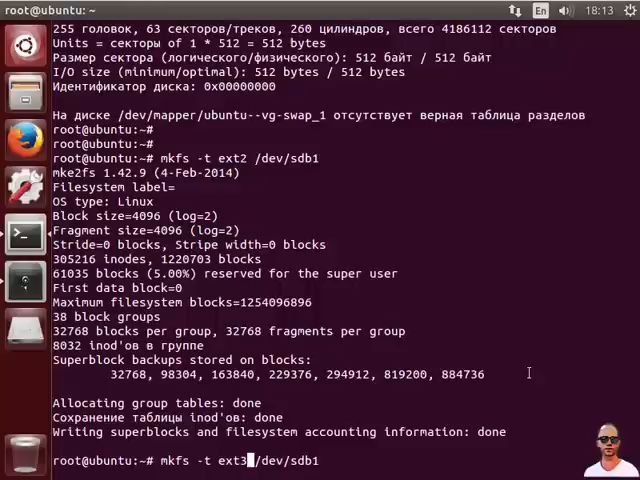 root@ubuntu: ~
En
18:13
255 головок, 63 секторов/треков, 260 цилиндров, всего 4186112 секторов
Units = секторы of 1 * 512 = 512 bytes
Размер сектора (логического/физического): 512 байт / 512 байт
I/O size (minimum/optimal): 512 bytes / 512 bytes
Идентификатор диска: 0x00000000
На диске /dev/mapper/ubuntu--vg-swap_1 отсутствует верная таблица разделов
root@ubuntu:~#
root@ubuntu:~#
root@ubuntu:~# mkfs -t ext2 /dev/sdb1
mke2fs 1.42.9 (4-Feb-2014)
Filesystem label=
OS type: Linux
Block size=4096 (log=2)
Fragment size=4096 (log=2)
Stride=0 blocks, Stripe width=0 blocks
305216 inodes, 1220703 blocks
61035 blocks (5.00%) reserved for the super user
First data block=0
Maximum filesystem blocks=1254096896
38 block groups
32768 blocks per group, 32768 fragments per group
8032 inod'ов в группе
Superblock backups stored on blocks:
32768, 98304, 163840, 229376, 294912, 819200, 884736
Allocating group tables: done
Сохранение таблицы inod'ов: done
Writing superblocks and filesystem accounting information: done
root@ubuntu:~# mkfs -t ext3 /dev/sdb1